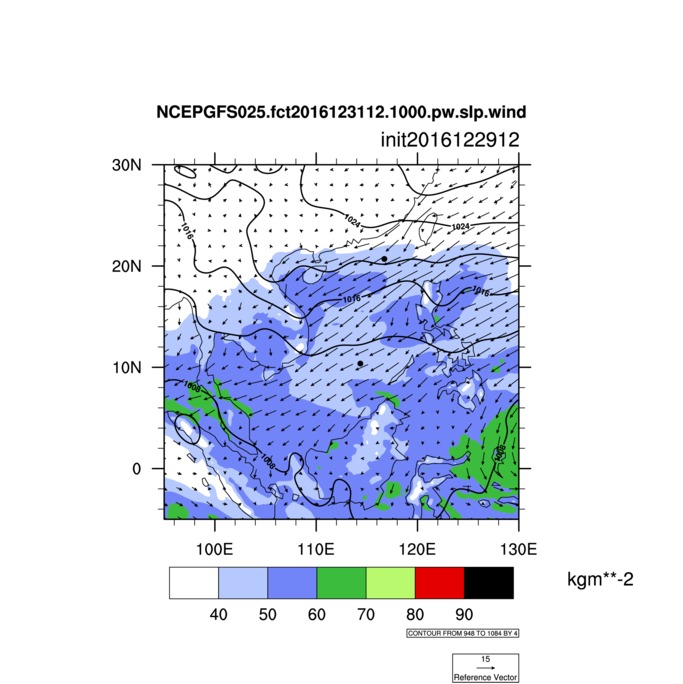 NCEPGFS025.fct2016123112.1000.pw.slp.wind
init2016122912
30N
20N
10N
0
1024
1024
1016
1016
1016
1008
1008
1008
100E 110E 120E 130E
kgm**-2
40 50 60 70 80 90
CONTOUR FROM 948 TO 1084 BY 4
15
Reference Vector